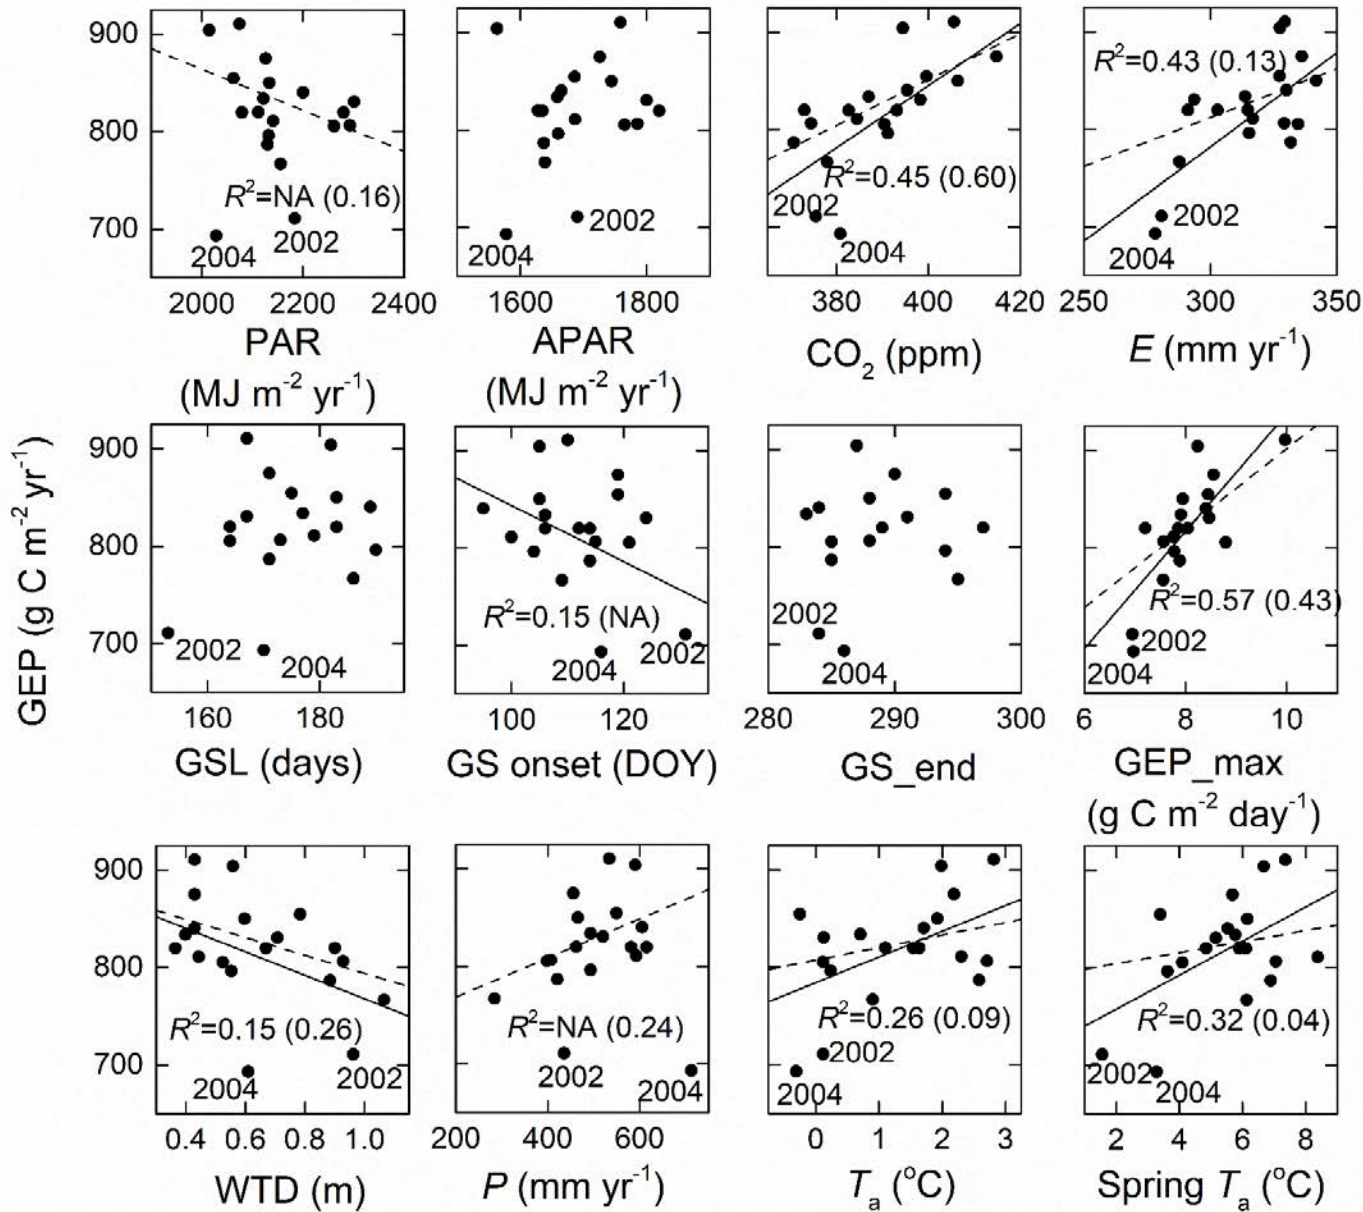 900
800
700
R²=NA (0.16)
2004
2002
2000 2200 2400
PAR
(MJ m⁻² yr⁻¹)
2004
2002
1600 1800
APAR
(MJ m⁻² yr⁻¹)
R²=0.45 (0.60)
2002
2004
380 400 420
CO₂ (ppm)
R²=0.43 (0.13)
2002
2004
250 300 350
E (mm yr⁻¹)
GEP (g C m⁻² yr⁻¹)
900
800
700
2002
2004
160 180
GSL (days)
R²=0.15 (NA)
2004
2002
100 120
GS onset (DOY)
2002
2004
280 290 300
GS_end
R²=0.57 (0.43)
2002
2004
6 8 10
GEP_max
(g C m⁻² day⁻¹)
900
800
700
R²=0.15 (0.26)
2004
2002
0.4 0.6 0.8 1.0
WTD (m)
R²=NA (0.24)
2002
2004
200 400 600
P (mm yr⁻¹)
R²=0.26 (0.09)
2002
2004
0 1 2 3
Tₐ (°C)
R²=0.32 (0.04)
2002
2004
2 4 6 8
Spring Tₐ (°C)